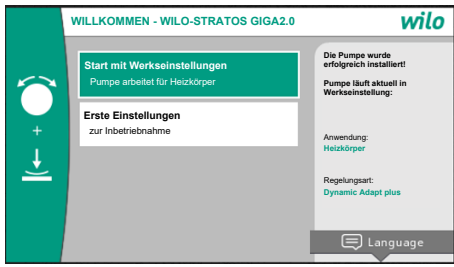 WILLKOMMEN - WILO-STRATOS GIGA2.0
wilo
Start mit Werkseinstellungen
Pumpe arbeitet für Heizkörper
Erste Einstellungen
zur Inbetriebnahme
Die Pumpe wurde
erfolgreich installiert!
Pumpe läuft aktuell in
Werkseinstellung:
Anwendung:
Heizkörper
Regelungsart:
Dynamic Adapt plus
+
Language